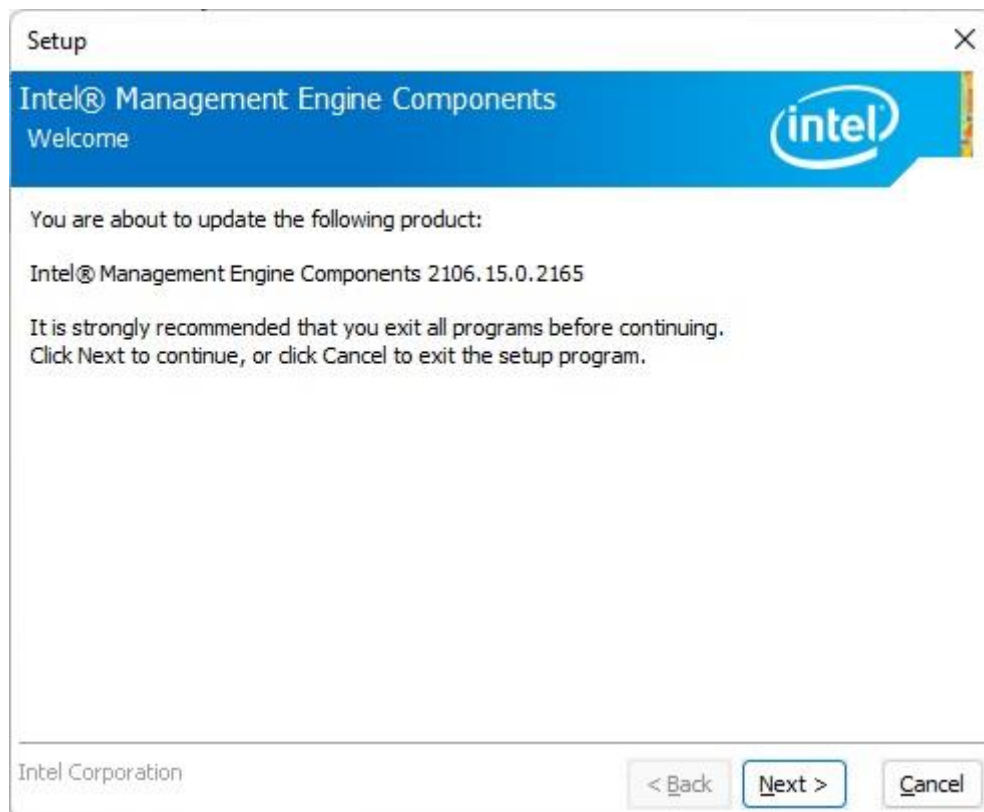 Setup
Intel® Management Engine Components
Welcome
intel
You are about to update the following product:
Intel® Management Engine Components 2106.15.0.2165
It is strongly recommended that you exit all programs before continuing.
Click Next to continue, or click Cancel to exit the setup program.
Intel Corporation
< Back Next > Cancel